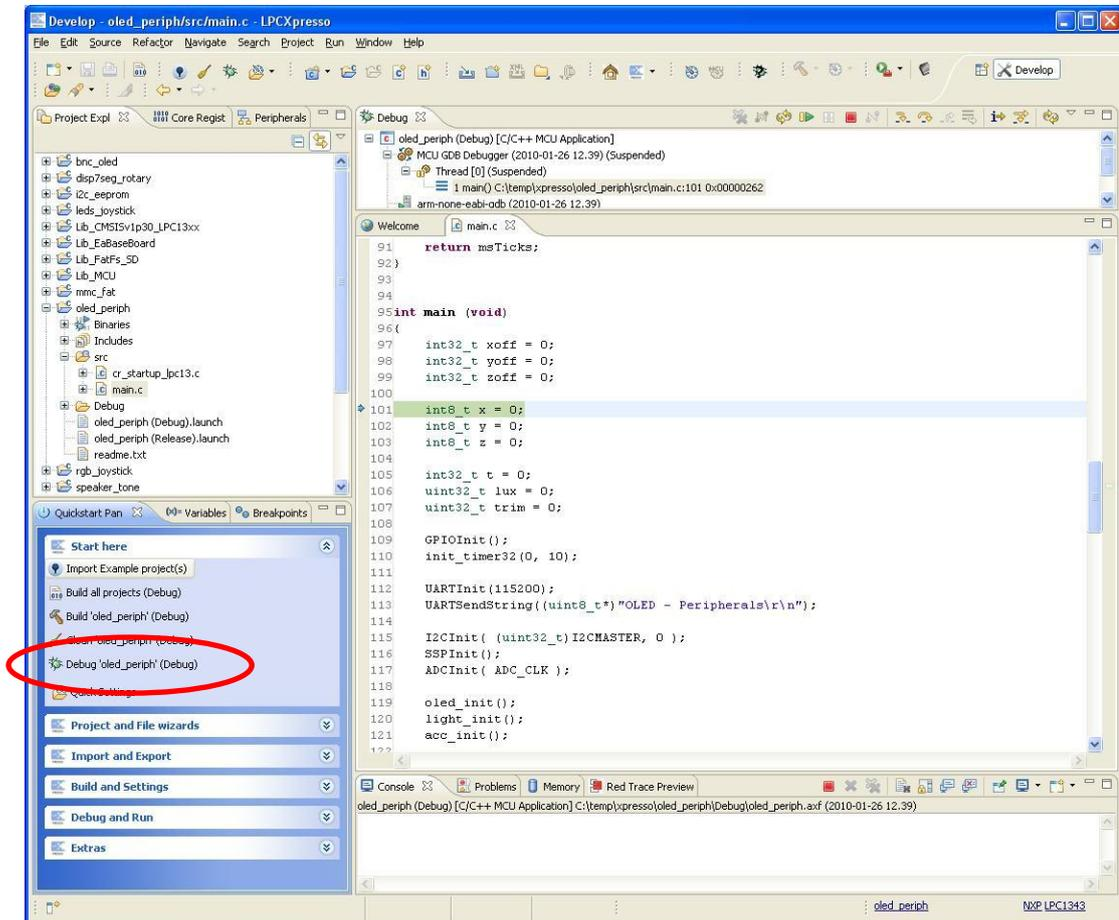 Develop - oled_periph/src/main.c - LPCXpresso
File Edit Source Refactor Navigate Search Project Run Window Help
Develop
Project Expl Core Regist Peripherals
bnc_oled
disp7seg_rotary
i2c_eeprom
leds_joystick
Lib_CMSISv1p30_LPC13xx
Lib_EaBaseBoard
Lib_FatFs_SD
Lib_MCU
mmc_fat
oled_periph
Binaries
Includes
src
cr_startup_lpc13.c
main.c
Debug
oled_periph (Debug).launch
oled_periph (Release).launch
readme.txt
rgb_joystick
speaker_tone
Quickstart Pan (x)= Variables Breakpoints
Start here
Import Example project(s)
Build all projects (Debug)
Build 'oled_periph' (Debug)
Clean 'oled_periph' (Debug)
Debug 'oled_periph' (Debug)
Quick Settings
Project and File wizards
Import and Export
Build and Settings
Debug and Run
Extras
Debug
oled_periph (Debug) [C/C++ MCU Application]
MCU GDB Debugger (2010-01-26 12.39) (Suspended)
Thread [0] (Suspended)
1 main() C:\temp\xpresso\oled_periph\src\main.c:101 0x00000262
arm-none-eabi-gdb (2010-01-26 12.39)
Welcome main.c
91 return msTicks;
92 }
93
94
95 int main (void)
96 {
97 int32_t xoff = 0;
98 int32_t yoff = 0;
99 int32_t zoff = 0;
100
101 int8_t x = 0;
102 int8_t y = 0;
103 int8_t z = 0;
104
105 int32_t t = 0;
106 uint32_t lux = 0;
107 uint32_t trim = 0;
108
109 GPIOInit();
110 init_timer32(0, 10);
111
112 UARTInit(115200);
113 UARTSendString((uint8_t*)"OLED - Peripherals\r\n");
114
115 I2CInit( (uint32_t)I2CMASTER, 0 );
116 SSPInit();
117 ADCInit( ADC_CLK );
118
119 oled_init();
120 light_init();
121 acc_init();
122
Console Problems Memory Red Trace Preview
oled_periph (Debug) [C/C++ MCU Application] C:\temp\xpresso\oled_periph\Debug\oled_periph.axf (2010-01-26 12.39)
oled_periph NXP LPC1343